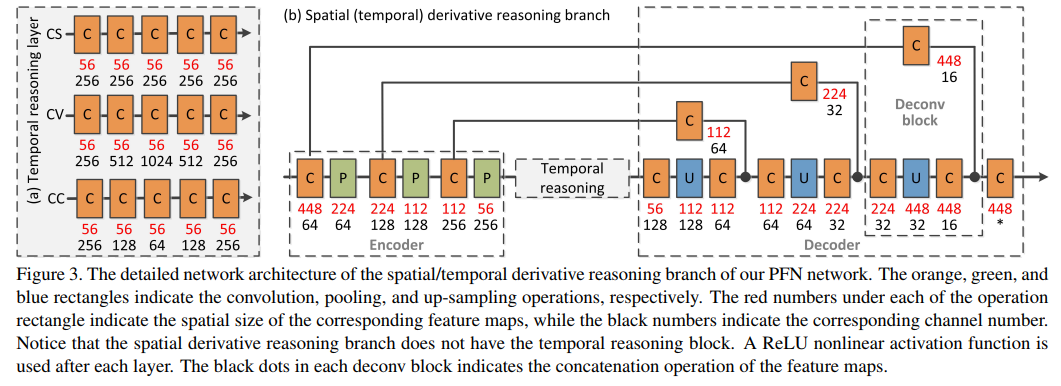 (a) Temporal reasoning layer
CS C C C C C
56 56 56 56 56
256 256 256 256 256
CV C C C C C
56 56 56 56 56
256 512 1024 512 256
CC C C C C C
56 56 56 56 56
256 128 64 128 256
(b) Spatial (temporal) derivative reasoning branch
C
448
16
C
224
32
Deconv
block
C
112
64
C P C P C P
448 224 224 112 112 56
64 64 128 128 256 256
Encoder
Temporal
reasoning
C U C C U C C U C C
56 112 112 112 224 224 224 448 448 448
128 128 64 64 64 32 32 32 16 *
Decoder
Figure 3. The detailed network architecture of the spatial/temporal derivative reasoning branch of our PFN network. The orange, green, and
blue rectangles indicate the convolution, pooling, and up-sampling operations, respectively. The red numbers under each of the operation
rectangle indicate the spatial size of the corresponding feature maps, while the black numbers indicate the corresponding channel number.
Notice that the spatial derivative reasoning branch does not have the temporal reasoning block. A ReLU nonlinear activation function is
used after each layer. The black dots in each deconv block indicates the concatenation operation of the feature maps.